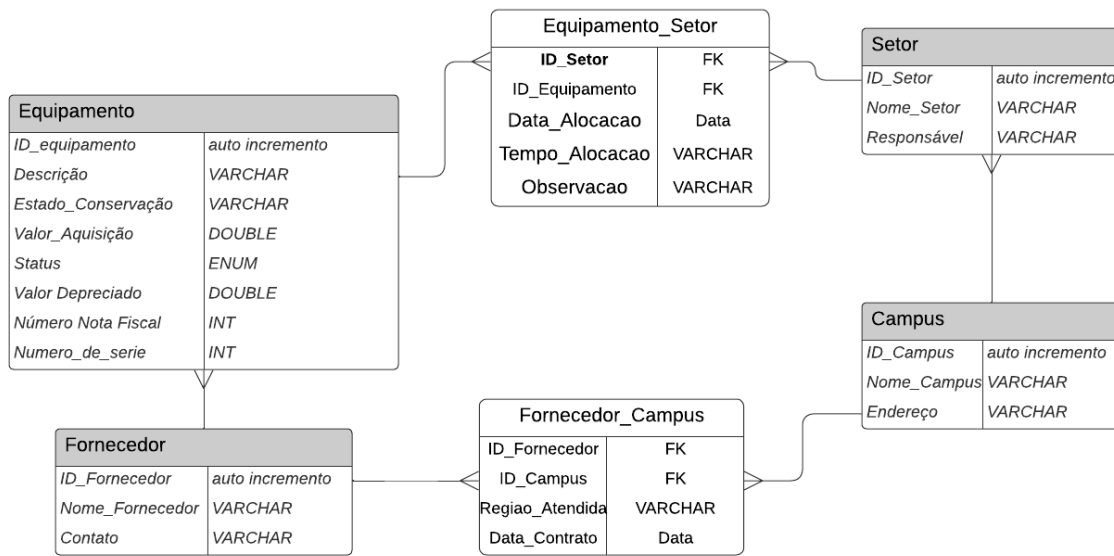 Equipamento_Setor
ID_Setor FK
ID_Equipamento FK
Data_Alocacao Data
Tempo_Alocacao VARCHAR
Observacao VARCHAR
Setor
ID_Setor auto incremento
Nome_Setor VARCHAR
Responsável VARCHAR
Equipamento
ID_equipamento auto incremento
Descrição VARCHAR
Estado_Conservação VARCHAR
Valor_Aquisição DOUBLE
Status ENUM
Valor Depreciado DOUBLE
Número Nota Fiscal INT
Numero_de_serie INT
Campus
ID_Campus auto incremento
Nome_Campus VARCHAR
Endereço VARCHAR
Fornecedor
ID_Fornecedor auto incremento
Nome_Fornecedor VARCHAR
Contato VARCHAR
Fornecedor_Campus
ID_Fornecedor FK
ID_Campus FK
Regiao_Atendida VARCHAR
Data_Contrato Data